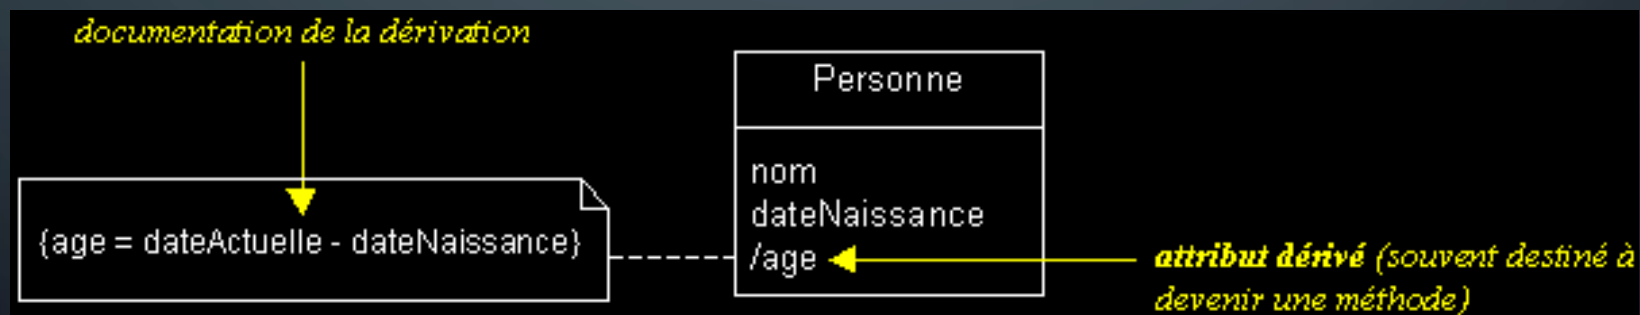 documentation de la dérivation
Personne
nom
dateNaissance
/age
{age = dateActuelle - dateNaissance}
attribut dérivé (souvent destiné à
devenir une méthode)